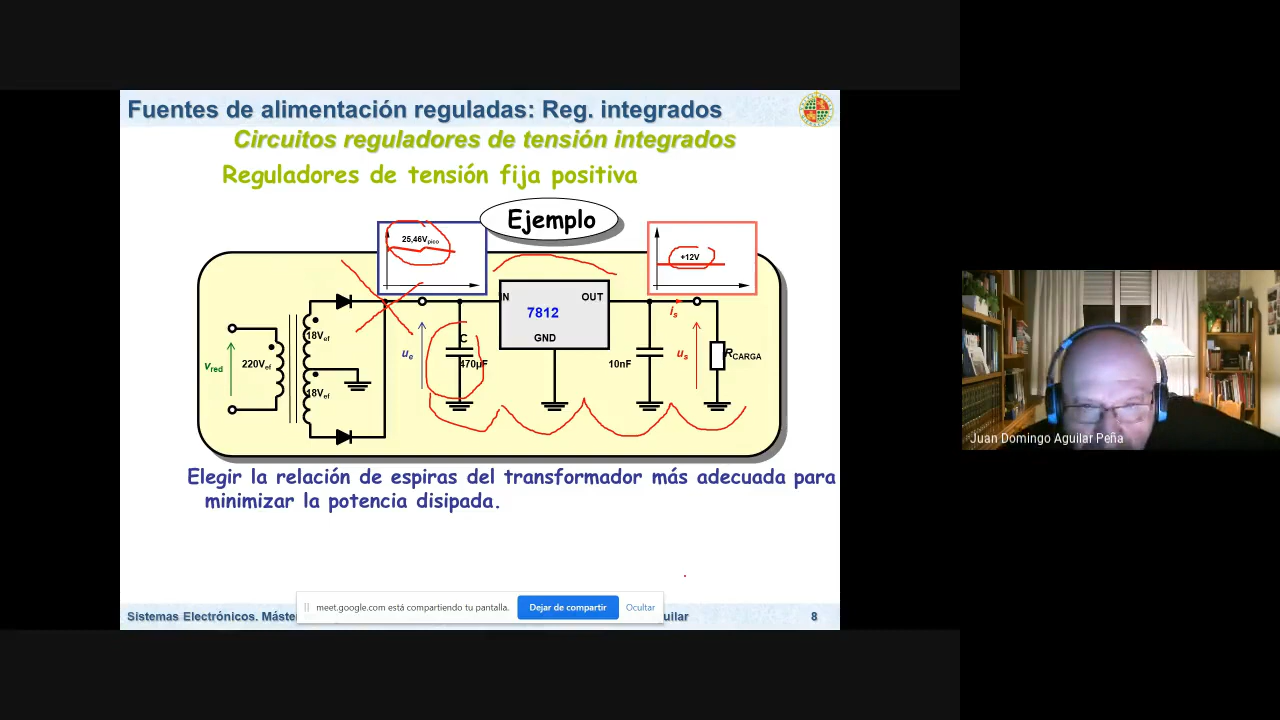 Fuentes de alimentación reguladas: Reg. integrados
Circuitos reguladores de tensión integrados
Reguladores de tensión fija positiva
Ejemplo
25,46Vpico
+12V
IN
OUT
7812
GND
Is
C
470µF
ue
10nF
us
RCARGA
18Vef
220Vef
vred
18Vef
Elegir la relación de espiras del transformador más adecuada para
minimizar la potencia disipada.
meet.google.com está compartiendo tu pantalla.
Dejar de compartir
Ocultar
Sistemas Electrónicos. Máste
uilar
8
Juan Domingo Aguilar Peña